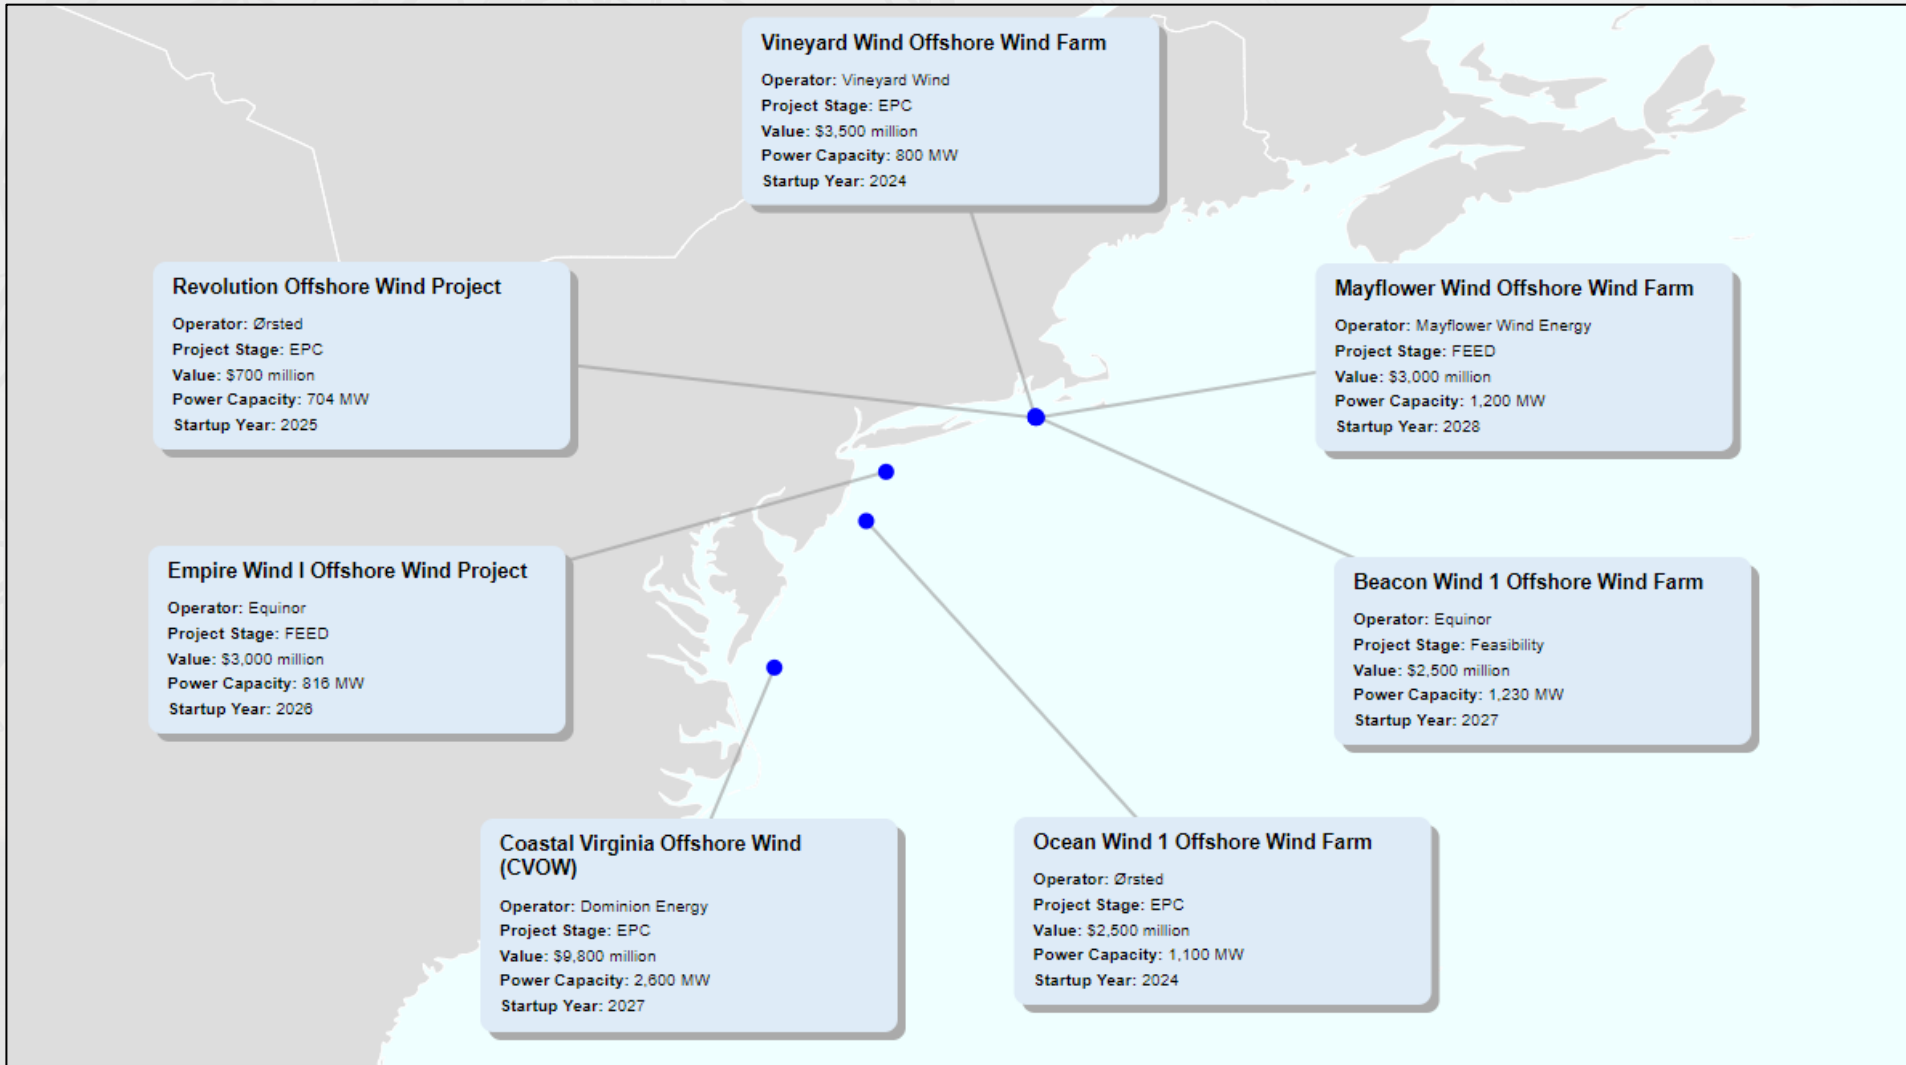 Vineyard Wind Offshore Wind Farm
Operator: Vineyard Wind
Project Stage: EPC
Value: $3,500 million
Power Capacity: 800 MW
Startup Year: 2024
Revolution Offshore Wind Project
Operator: Ørsted
Project Stage: EPC
Value: $700 million
Power Capacity: 704 MW
Startup Year: 2025
Mayflower Wind Offshore Wind Farm
Operator: Mayflower Wind Energy
Project Stage: FEED
Value: $3,000 million
Power Capacity: 1,200 MW
Startup Year: 2028
Empire Wind I Offshore Wind Project
Operator: Equinor
Project Stage: FEED
Value: $3,000 million
Power Capacity: 816 MW
Startup Year: 2026
Beacon Wind 1 Offshore Wind Farm
Operator: Equinor
Project Stage: Feasibility
Value: $2,500 million
Power Capacity: 1,230 MW
Startup Year: 2027
Coastal Virginia Offshore Wind
(CVOW)
Operator: Dominion Energy
Project Stage: EPC
Value: $9,800 million
Power Capacity: 2,600 MW
Startup Year: 2027
Ocean Wind 1 Offshore Wind Farm
Operator: Ørsted
Project Stage: EPC
Value: $2,500 million
Power Capacity: 1,100 MW
Startup Year: 2024